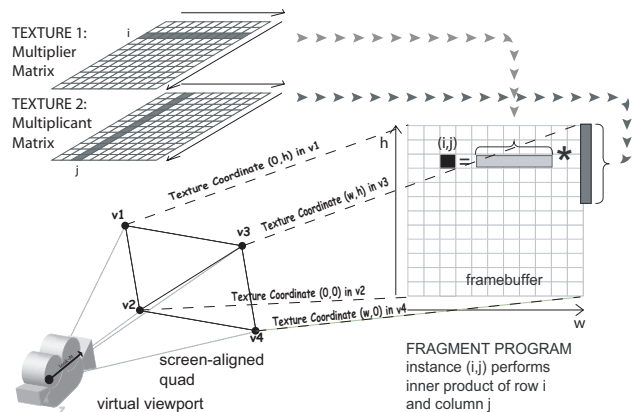 TEXTURE 1:
Multiplier
Matrix
i
TEXTURE 2:
Multiplicant
Matrix
j
h
(i,j)
=
*
Texture Coordinate (0,h) in v1
Texture Coordinate (w,h) in v3
v1
v3
framebuffer
Texture Coordinate (0,0) in v2
v2
Texture Coordinate (w,0) in v4
w
v4
screen-aligned
quad
virtual viewport
FRAGMENT PROGRAM
instance (i,j) performs
inner product of row i
and column j